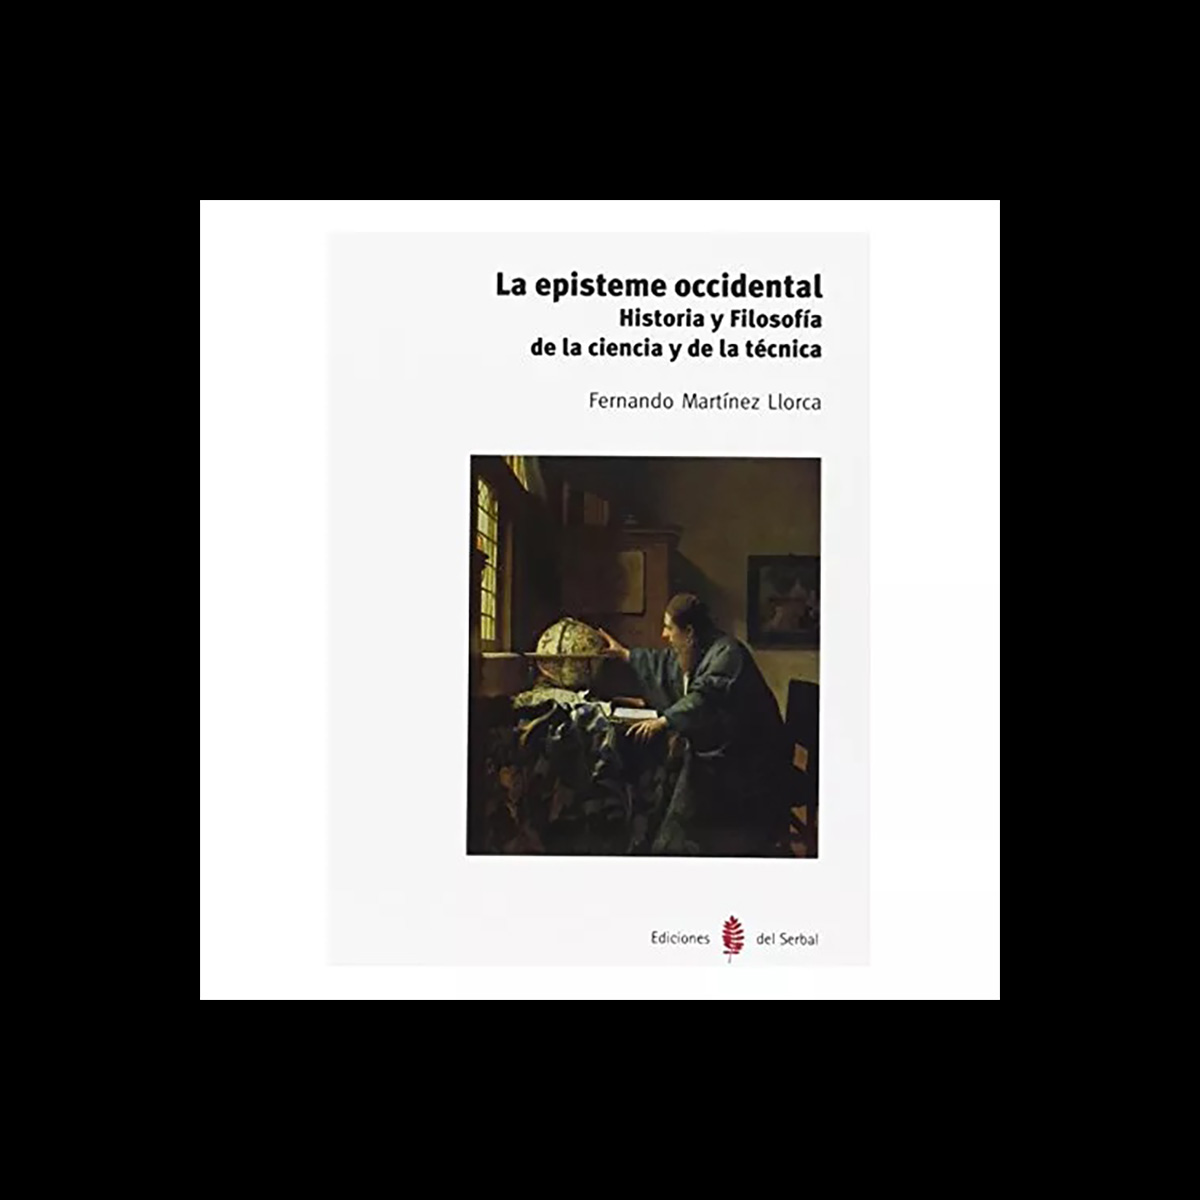 La episteme occidental
Historia y Filosofía
de la ciencia y de la técnica
Fernando Martínez Llorca
Ediciones del Serbal